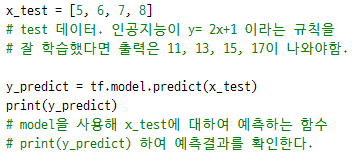 x_test = [5, 6, 7, 8]
# test 데이터. 인공지능이 y= 2x+1 이라는 규칙을
# 잘 학습했다면 출력은 11, 13, 15, 17이 나와야함.
y_predict = tf.model.predict(x_test)
print(y_predict)
# model을 사용해 x_test에 대하여 예측하는 함수
# print(y_predict) 하여 예측결과를 확인한다.